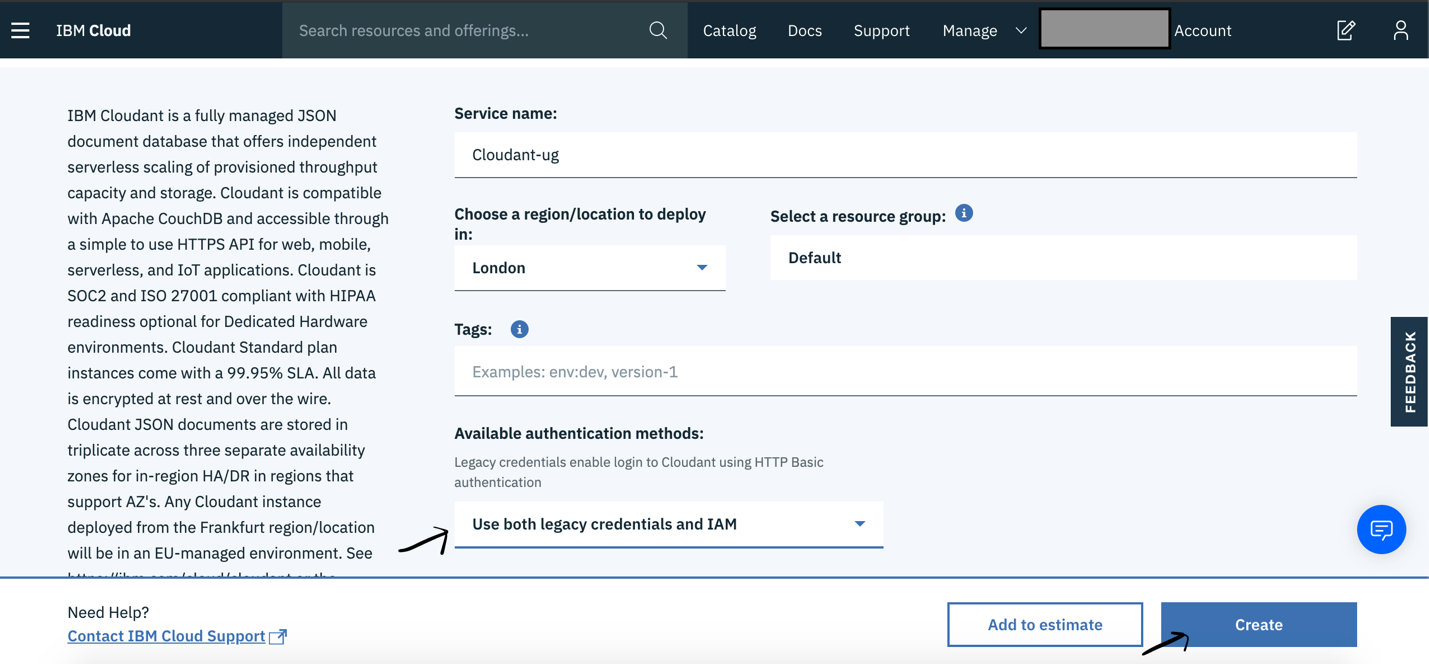 IBM Cloud
Search resources and offerings...
Catalog
Docs
Support
Manage
Account
IBM Cloudant is a fully managed JSON
document database that offers independent
serverless scaling of provisioned throughput
capacity and storage. Cloudant is compatible
with Apache CouchDB and accessible through
a simple to use HTTPS API for web, mobile,
serverless, and IoT applications. Cloudant is
SOC2 and ISO 27001 compliant with HIPAA
readiness optional for Dedicated Hardware
environments. Cloudant Standard plan
instances come with a 99.95% SLA. All data
is encrypted at rest and over the wire.
Cloudant JSON documents are stored in
triplicate across three separate availability
zones for in-region HA/DR in regions that
support AZ's. Any Cloudant instance
deployed from the Frankfurt region/location
will be in an EU-managed environment. See
Service name:
Cloudant-ug
Choose a region/location to deploy
in:
London
Select a resource group:
Default
Tags:
Examples: env:dev, version-1
Available authentication methods:
Legacy credentials enable login to Cloudant using HTTP Basic
authentication
Use both legacy credentials and IAM
FEEDBACK
Need Help?
Contact IBM Cloud Support
Add to estimate
Create